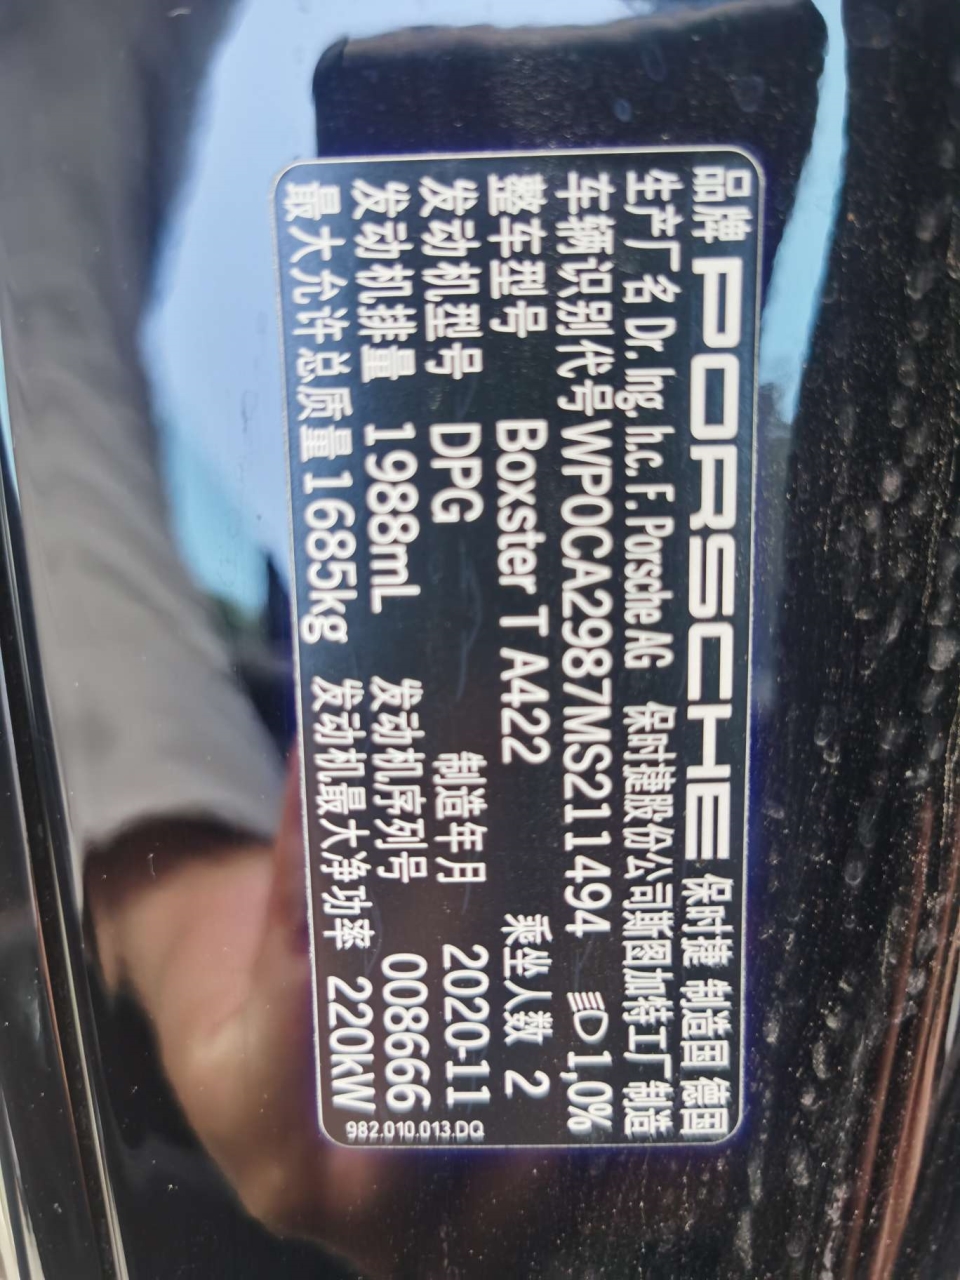 品牌 PORSCHE 保时捷 制造国 德国
生产厂名 Dr. Ing. h.c. F. Porsche AG 保时捷股份公司斯图加特工厂制造
车辆识别代号 WP0CA2987MS211494 1,0%
整车型号 Boxster T A422 乘坐人数 2
发动机型号 DPG 制造年月 2020-11
发动机排量 1988mL 发动机序列号 008666
最大允许总质量 1685kg 发动机最大净功率 220kW
982.010.013.DQ